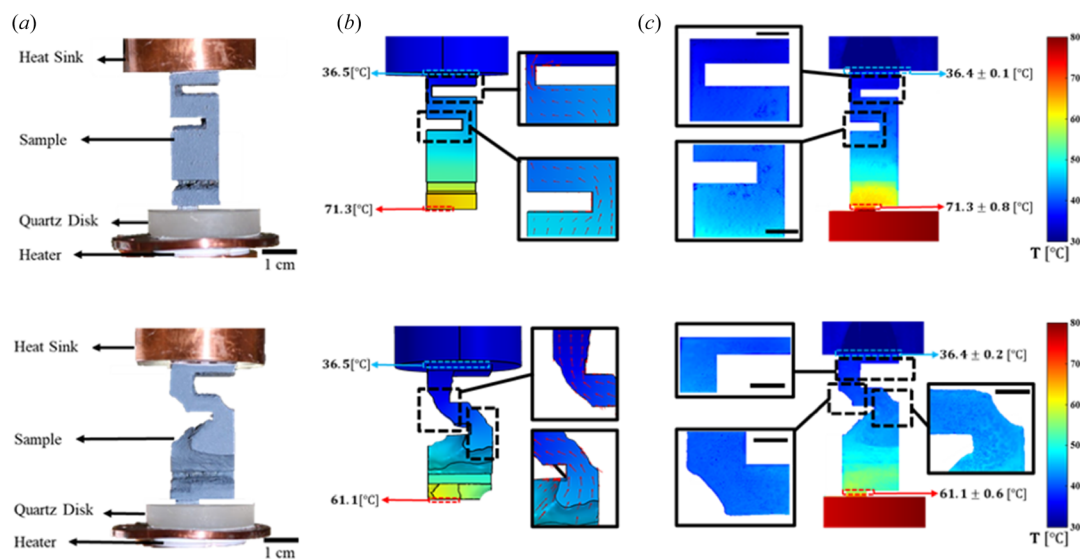 (a)
(b)
(c)
Heat Sink
Sample
Quartz Disk
Heater
1 cm
36.5[°C]
71.3[°C]
36.4 ± 0.1 [°C]
71.3 ± 0.8 [°C]
80
70
60
50
40
30
T [°C]
Heat Sink
Sample
Quartz Disk
Heater
1 cm
36.5[°C]
61.1[°C]
36.4 ± 0.2 [°C]
61.1 ± 0.6 [°C]
80
70
60
50
40
30
T [°C]